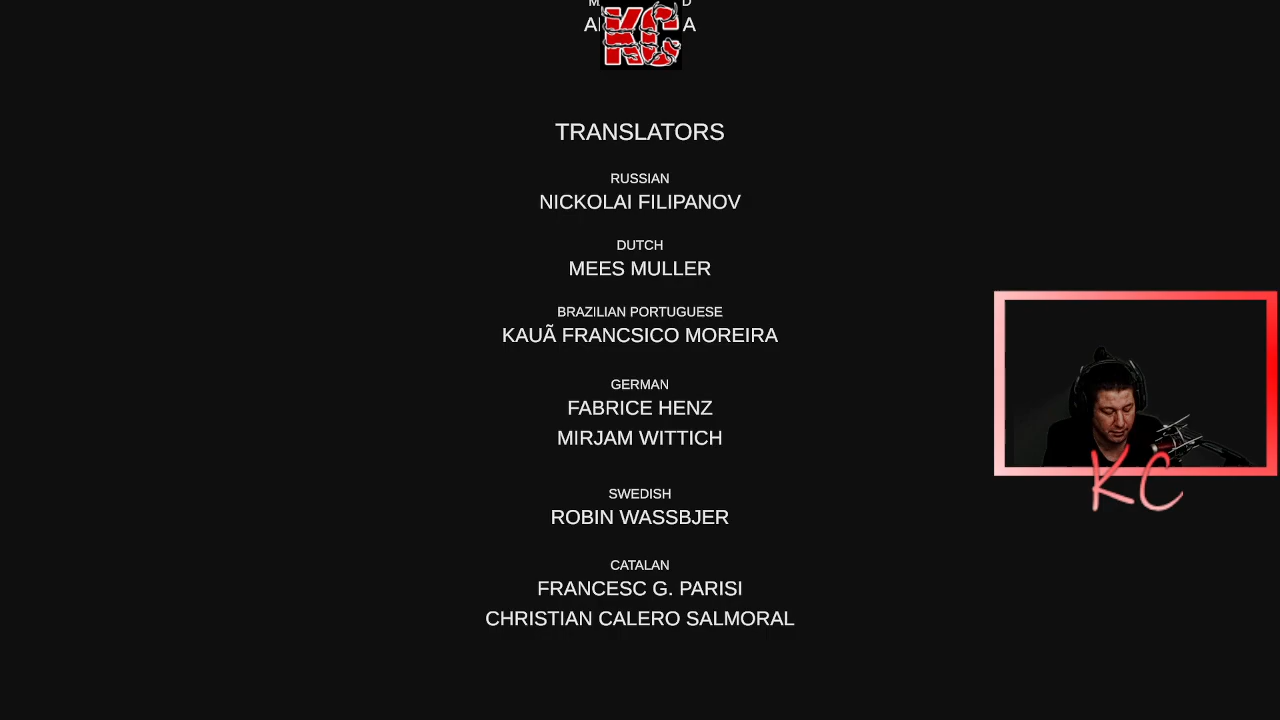 KC
TRANSLATORS
RUSSIAN
NICKOLAI FILIPANOV
DUTCH
MEES MULLER
BRAZILIAN PORTUGUESE
KAUÃ FRANCSICO MOREIRA
GERMAN
FABRICE HENZ
MIRJAM WITTICH
SWEDISH
ROBIN WASSBJER
CATALAN
FRANCESC G. PARISI
CHRISTIAN CALERO SALMORAL
KC